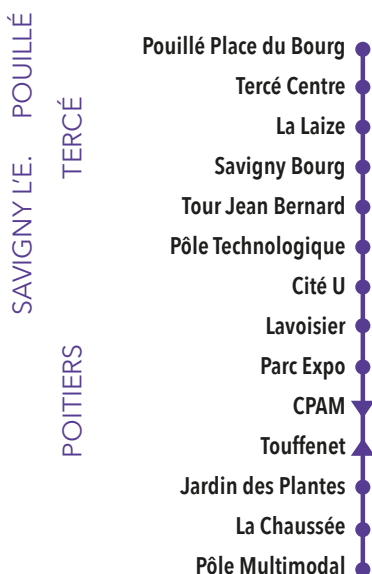 POUILLÉ
TERCÉ
SAVIGNY L'E.
POITIERS
Pouillé Place du Bourg
Tercé Centre
La Laize
Savigny Bourg
Tour Jean Bernard
Pôle Technologique
Cité U
Lavoisier
Parc Expo
CPAM
Touffenet
Jardin des Plantes
La Chaussée
Pôle Multimodal